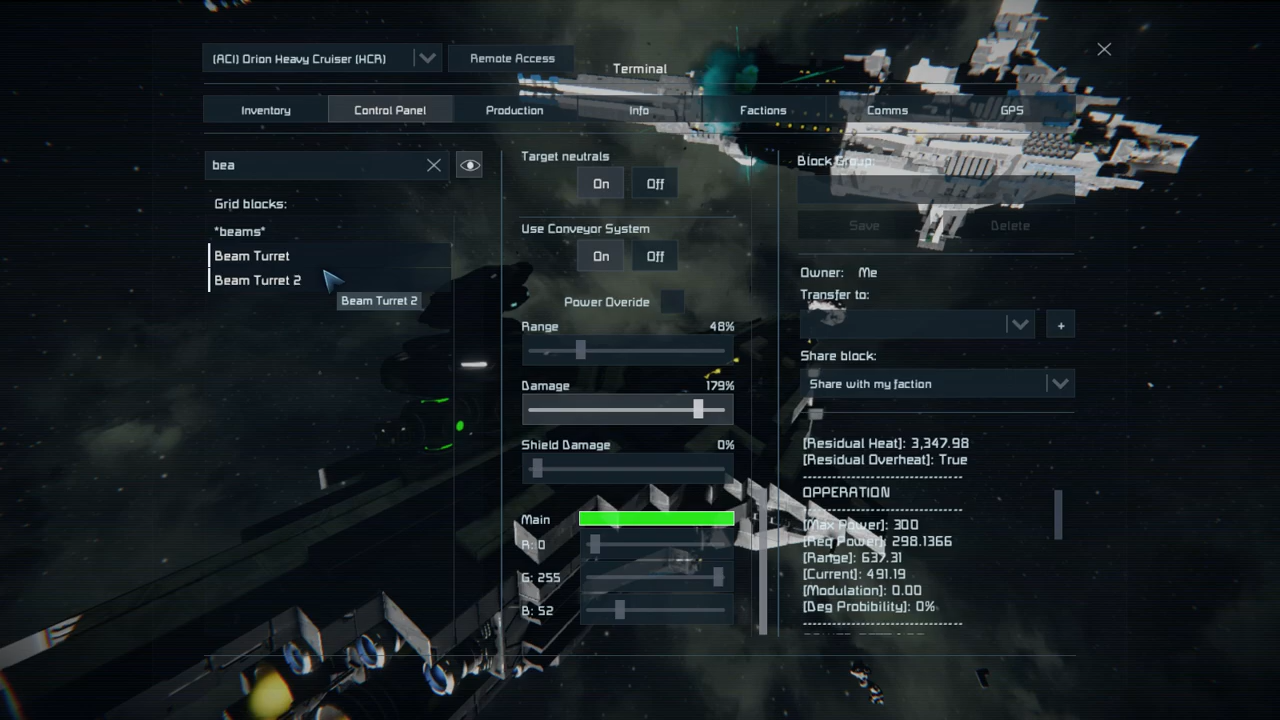 (RCI) Orion Heavy Cruiser (HCR)
Remote Access
Terminal
Inventory
Control Panel
Production
Info
Factions
Comms
GPS
bea
Grid blocks:
*beams*
Beam Turret
Beam Turret 2
Beam Turret 2
Target neutrals
On
Off
Use Conveyor System
On
Off
Power Overide
Range 48%
Damage 179%
Shield Damage 0%
Main
R: 0
G: 255
B: 52
Block Group:
Save
Delete
Owner: Me
Transfer to:
+
Share block:
Share with my faction
[Residual Heat]: 3,347.98
[Residual Overheat]: True
--------------------------------
OPPERATION
--------------------------------
[Max Power]: 300
[Req Power]: 298.1366
[Range]: 637.31
[Current]: 491.19
[Modulation]: 0.00
[Deg Probibility]: 0%
--------------------------------